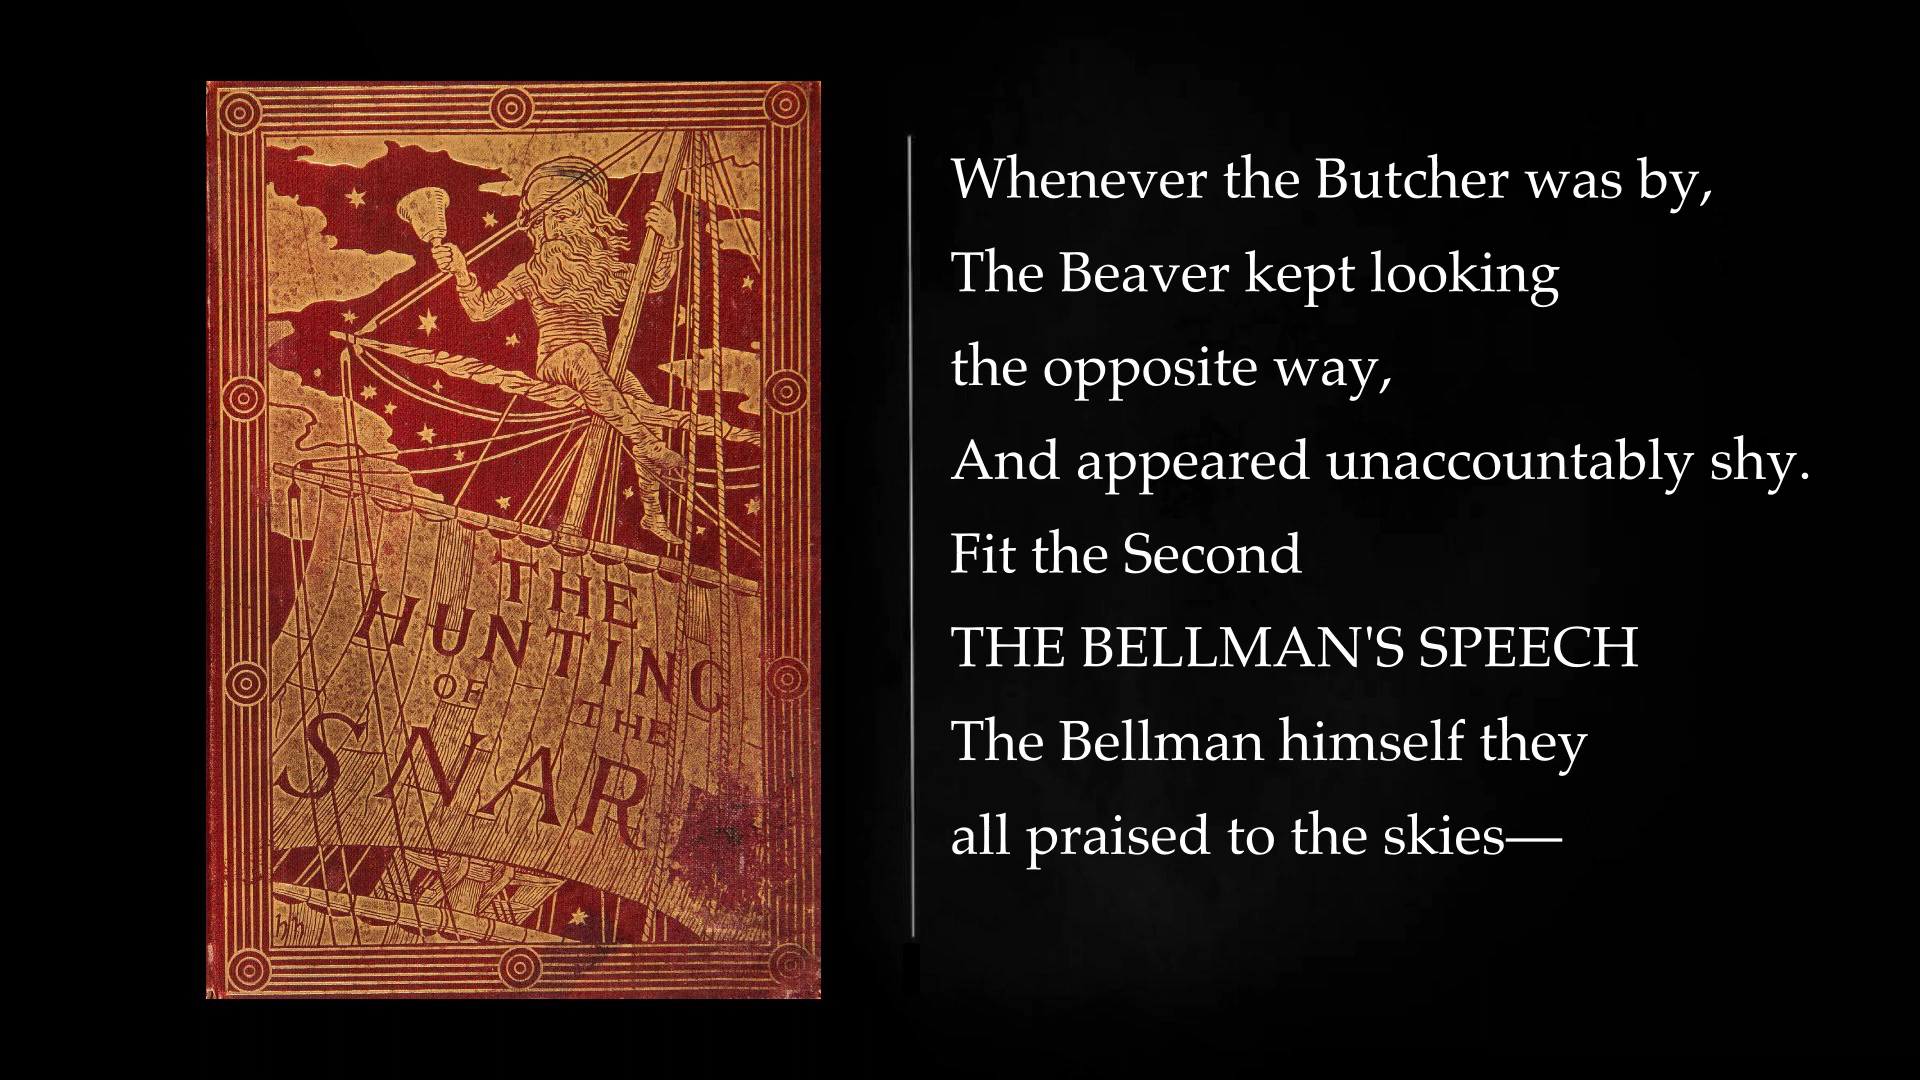 THE
HUNTING
OF THE
SNAR
Whenever the Butcher was by,
The Beaver kept looking
the opposite way,
And appeared unaccountably shy.
Fit the Second
THE BELLMAN'S SPEECH
The Bellman himself they
all praised to the skies—